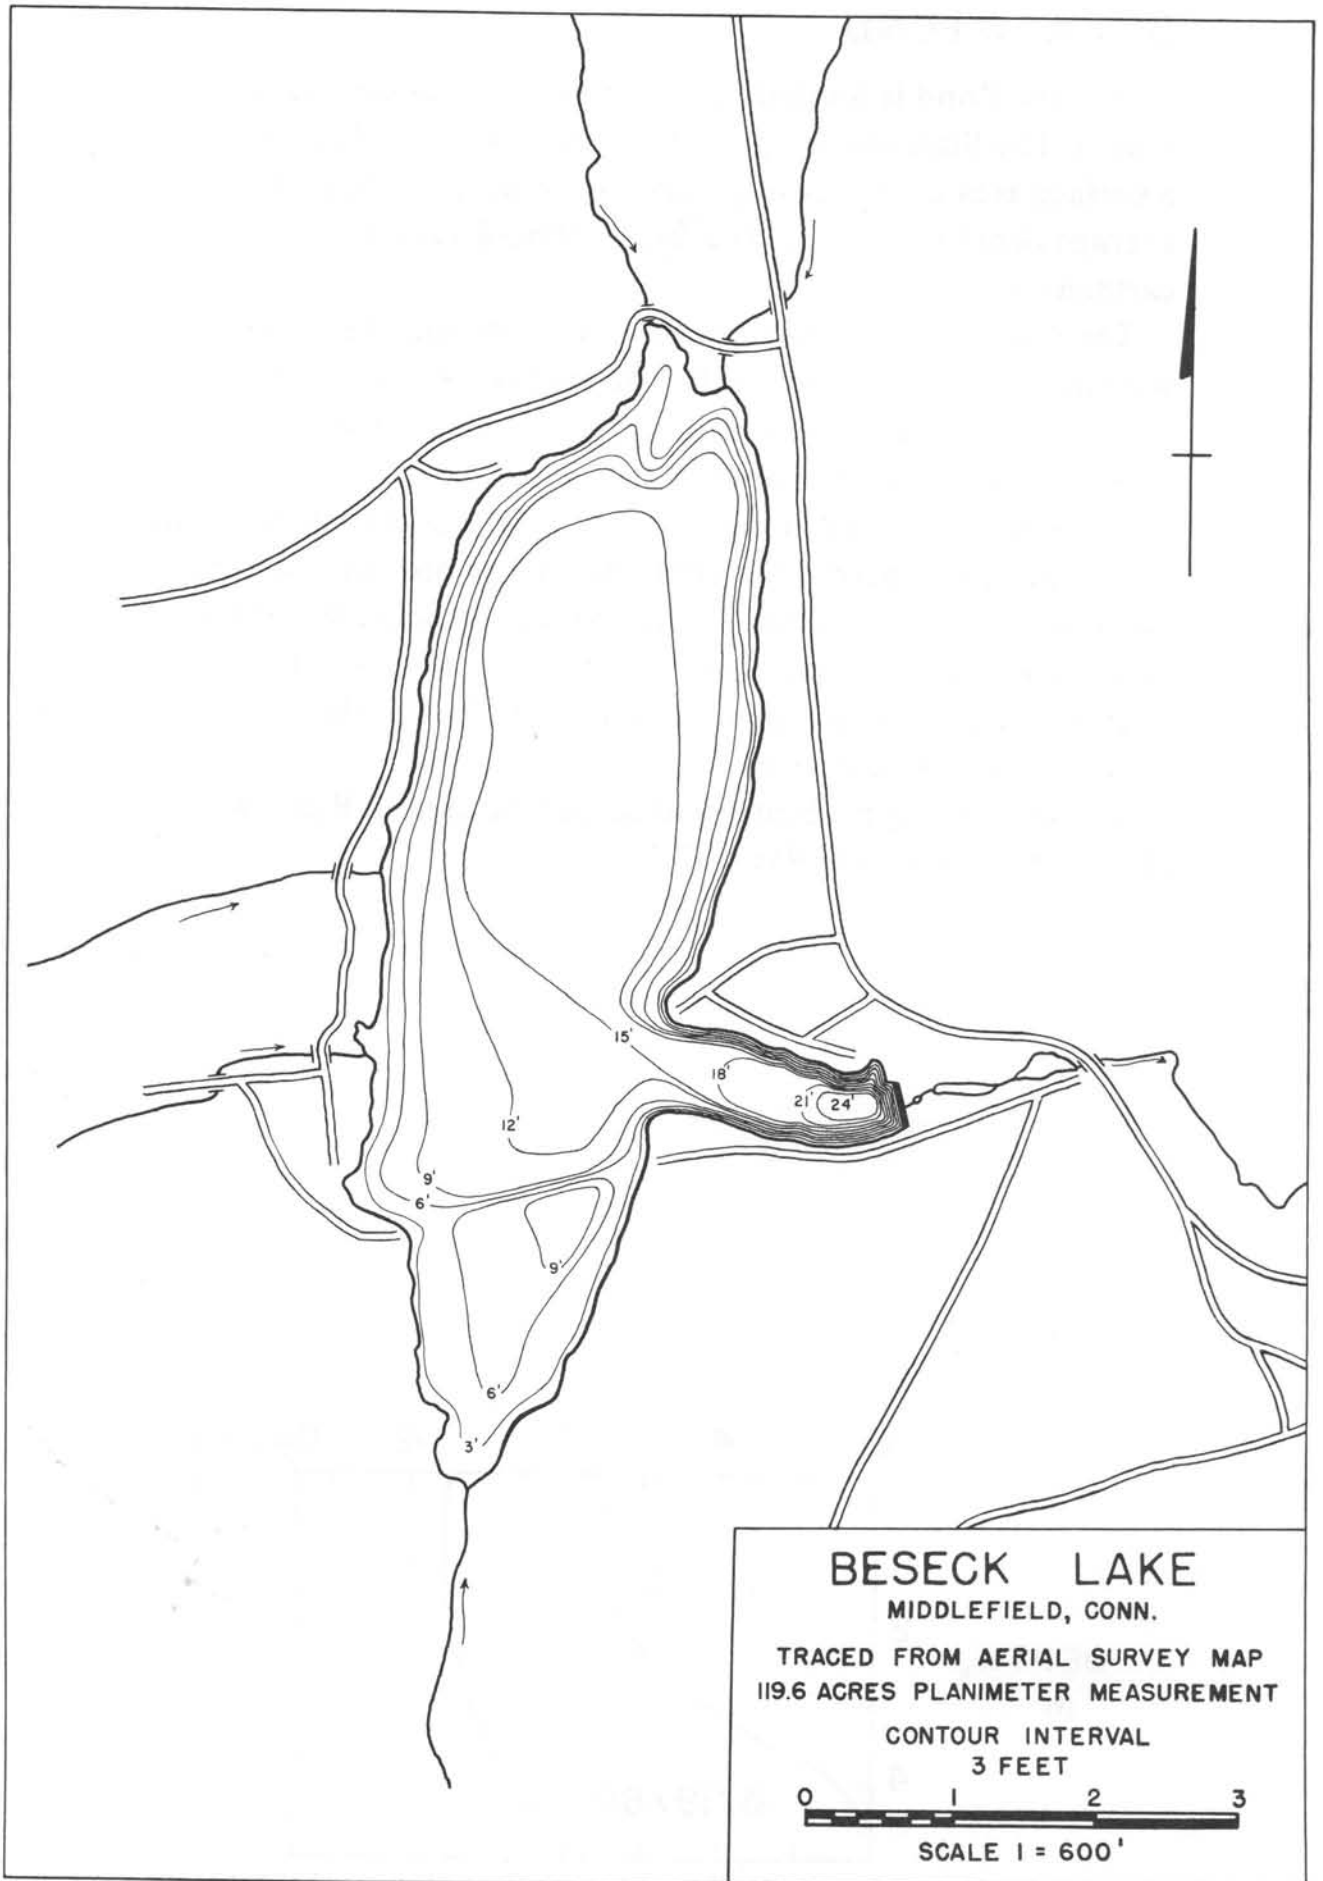 15'
18'
21'
24'
12'
9'
6'
9'
6'
3'
BESECK LAKE
MIDDLEFIELD, CONN.
TRACED FROM AERIAL SURVEY MAP
119.6 ACRES PLANIMETER MEASUREMENT
CONTOUR INTERVAL
3 FEET
0 1 2 3
SCALE 1 = 600'